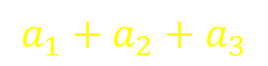 a₁ + a₂ + a₃